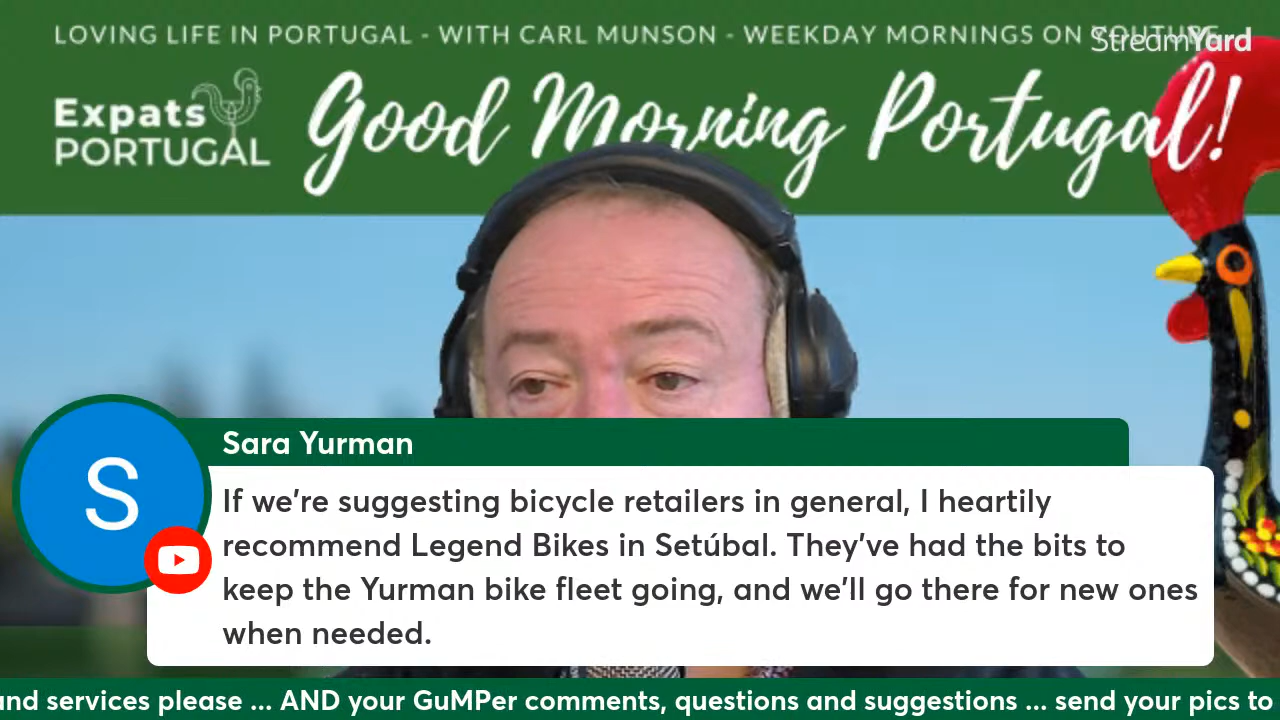 LOVING LIFE IN PORTUGAL - WITH CARL MUNSON - WEEKDAY MORNINGS ON YOUTUBE
StreamYard
Expats
PORTUGAL
Good Morning Portugal!
S
Sara Yurman
If we're suggesting bicycle retailers in general, I heartily
recommend Legend Bikes in Setúbal. They've had the bits to
keep the Yurman bike fleet going, and we'll go there for new ones
when needed.
and services please ... AND your GuMPer comments, questions and suggestions ... send your pics to